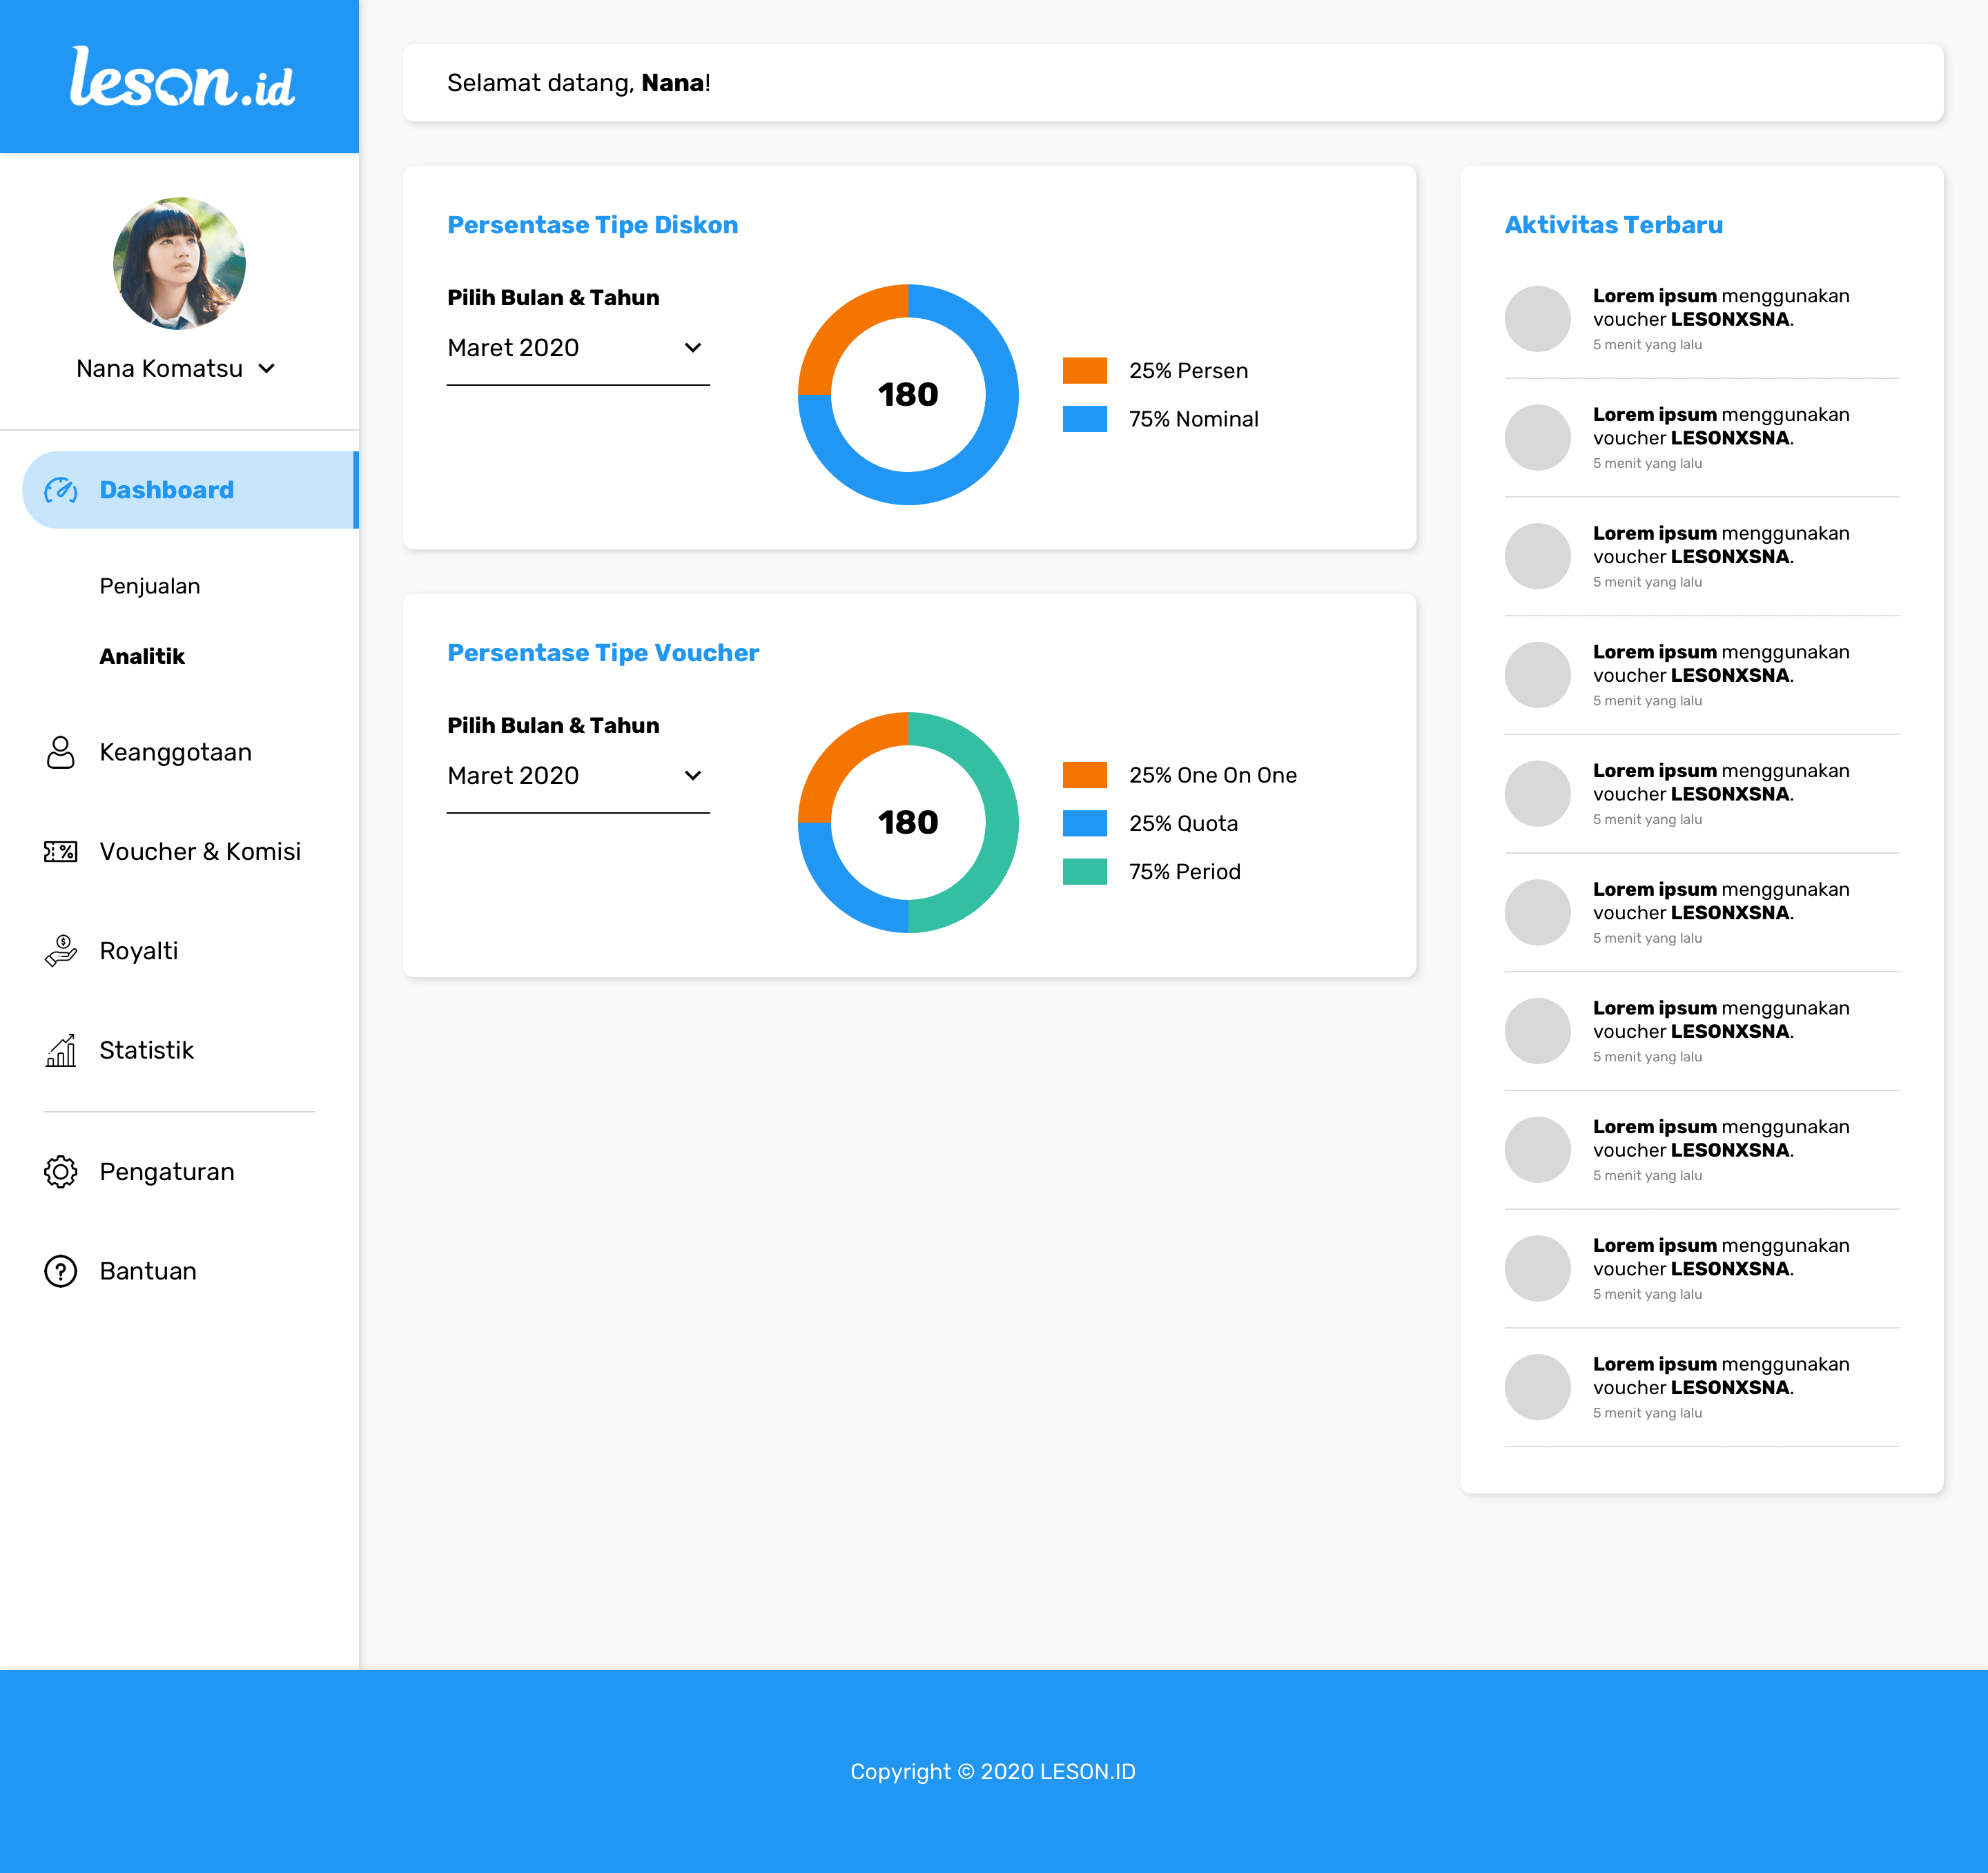 leson.id
Nana Komatsu
Dashboard
Penjualan
Analitik
Keanggotaan
Voucher & Komisi
Royalti
Statistik
Pengaturan
Bantuan
Selamat datang, Nana!
Persentase Tipe Diskon
Pilih Bulan & Tahun
Maret 2020
180
25% Persen
75% Nominal
Persentase Tipe Voucher
Pilih Bulan & Tahun
Maret 2020
180
25% One On One
25% Quota
75% Period
Aktivitas Terbaru
Lorem ipsum menggunakan
voucher LESONXSNA.
5 menit yang lalu
Lorem ipsum menggunakan
voucher LESONXSNA.
5 menit yang lalu
Lorem ipsum menggunakan
voucher LESONXSNA.
5 menit yang lalu
Lorem ipsum menggunakan
voucher LESONXSNA.
5 menit yang lalu
Lorem ipsum menggunakan
voucher LESONXSNA.
5 menit yang lalu
Lorem ipsum menggunakan
voucher LESONXSNA.
5 menit yang lalu
Lorem ipsum menggunakan
voucher LESONXSNA.
5 menit yang lalu
Lorem ipsum menggunakan
voucher LESONXSNA.
5 menit yang lalu
Lorem ipsum menggunakan
voucher LESONXSNA.
5 menit yang lalu
Lorem ipsum menggunakan
voucher LESONXSNA.
5 menit yang lalu
Copyright © 2020 LESON.ID